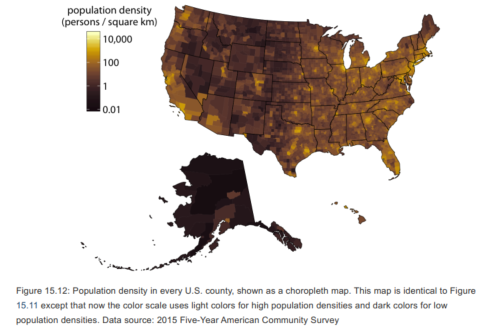 population density
(persons / square km)
10,000
100
1
0.01
Figure 15.12: Population density in every U.S. county, shown as a choropleth map. This map is identical to Figure
15.11 except that now the color scale uses light colors for high population densities and dark colors for low
population densities. Data source: 2015 Five-Year American Community Survey